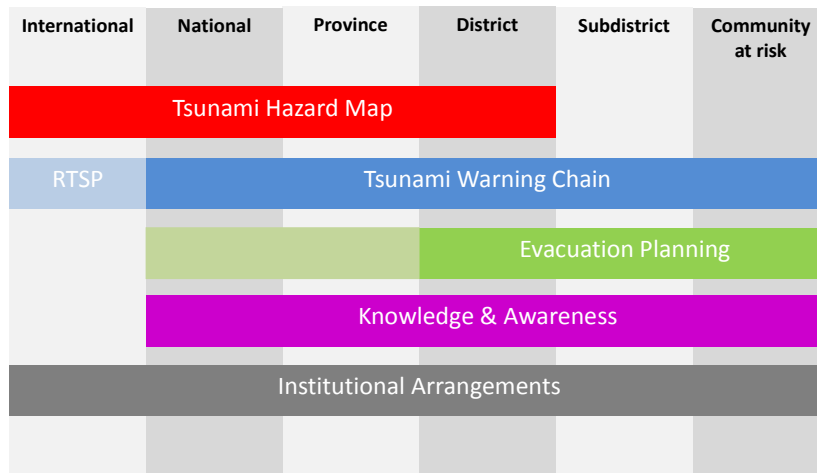 International National Province District Subdistrict Community
at risk
Tsunami Hazard Map
RTSP Tsunami Warning Chain
Evacuation Planning
Knowledge & Awareness
Institutional Arrangements